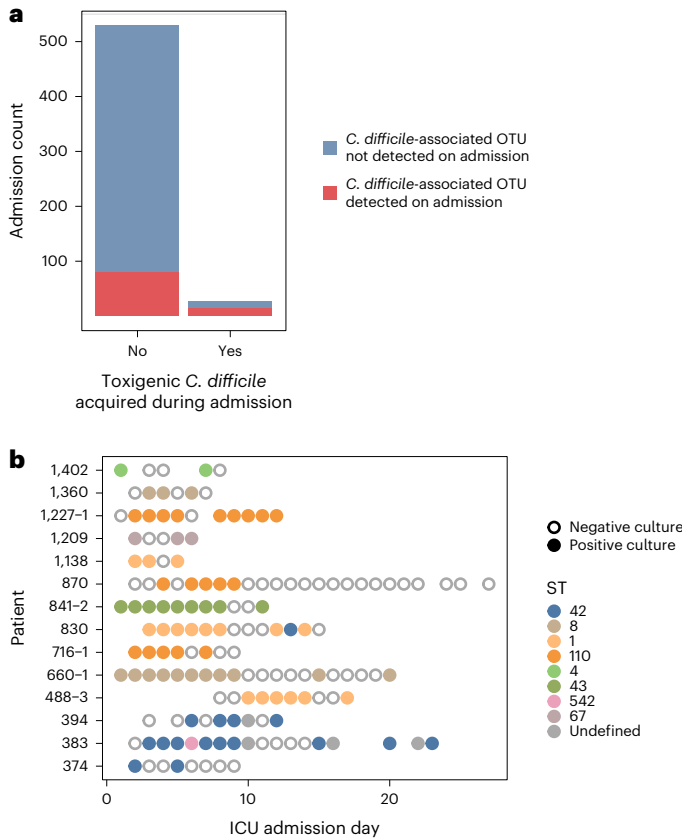 a
500
400
300
200
100
Admission count
No
Yes
Toxigenic C. difficile
acquired during admission
C. difficile-associated OTU
not detected on admission
C. difficile-associated OTU
detected on admission
b
1,402
1,360
1,227–1
1,209
1,138
870
841–2
830
716–1
660–1
488–3
394
383
374
Patient
0
10
20
ICU admission day
Negative culture
Positive culture
ST
42
8
1
110
4
43
542
67
Undefined